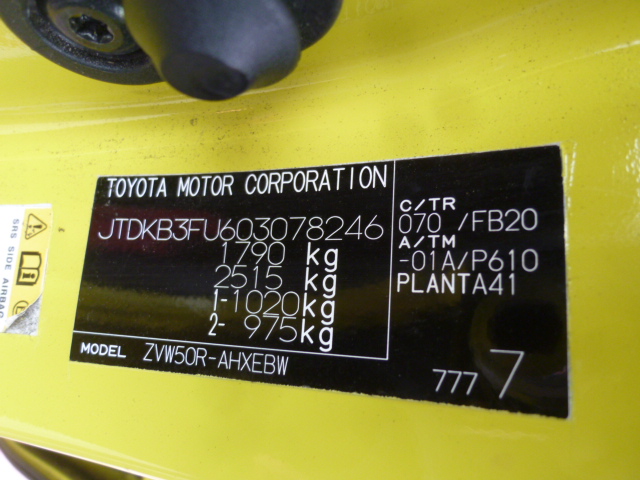 TOYOTA MOTOR CORPORATION
JTDKB3FU603078246
1790 kg
2515 kg
1-1020kg
2- 975kg
MODEL ZVW50R-AHXEBW
C/TR
070 /FB20
A/TM
-01A/P610
PLANTA41
777 7
SRS SIDE AIRBAG